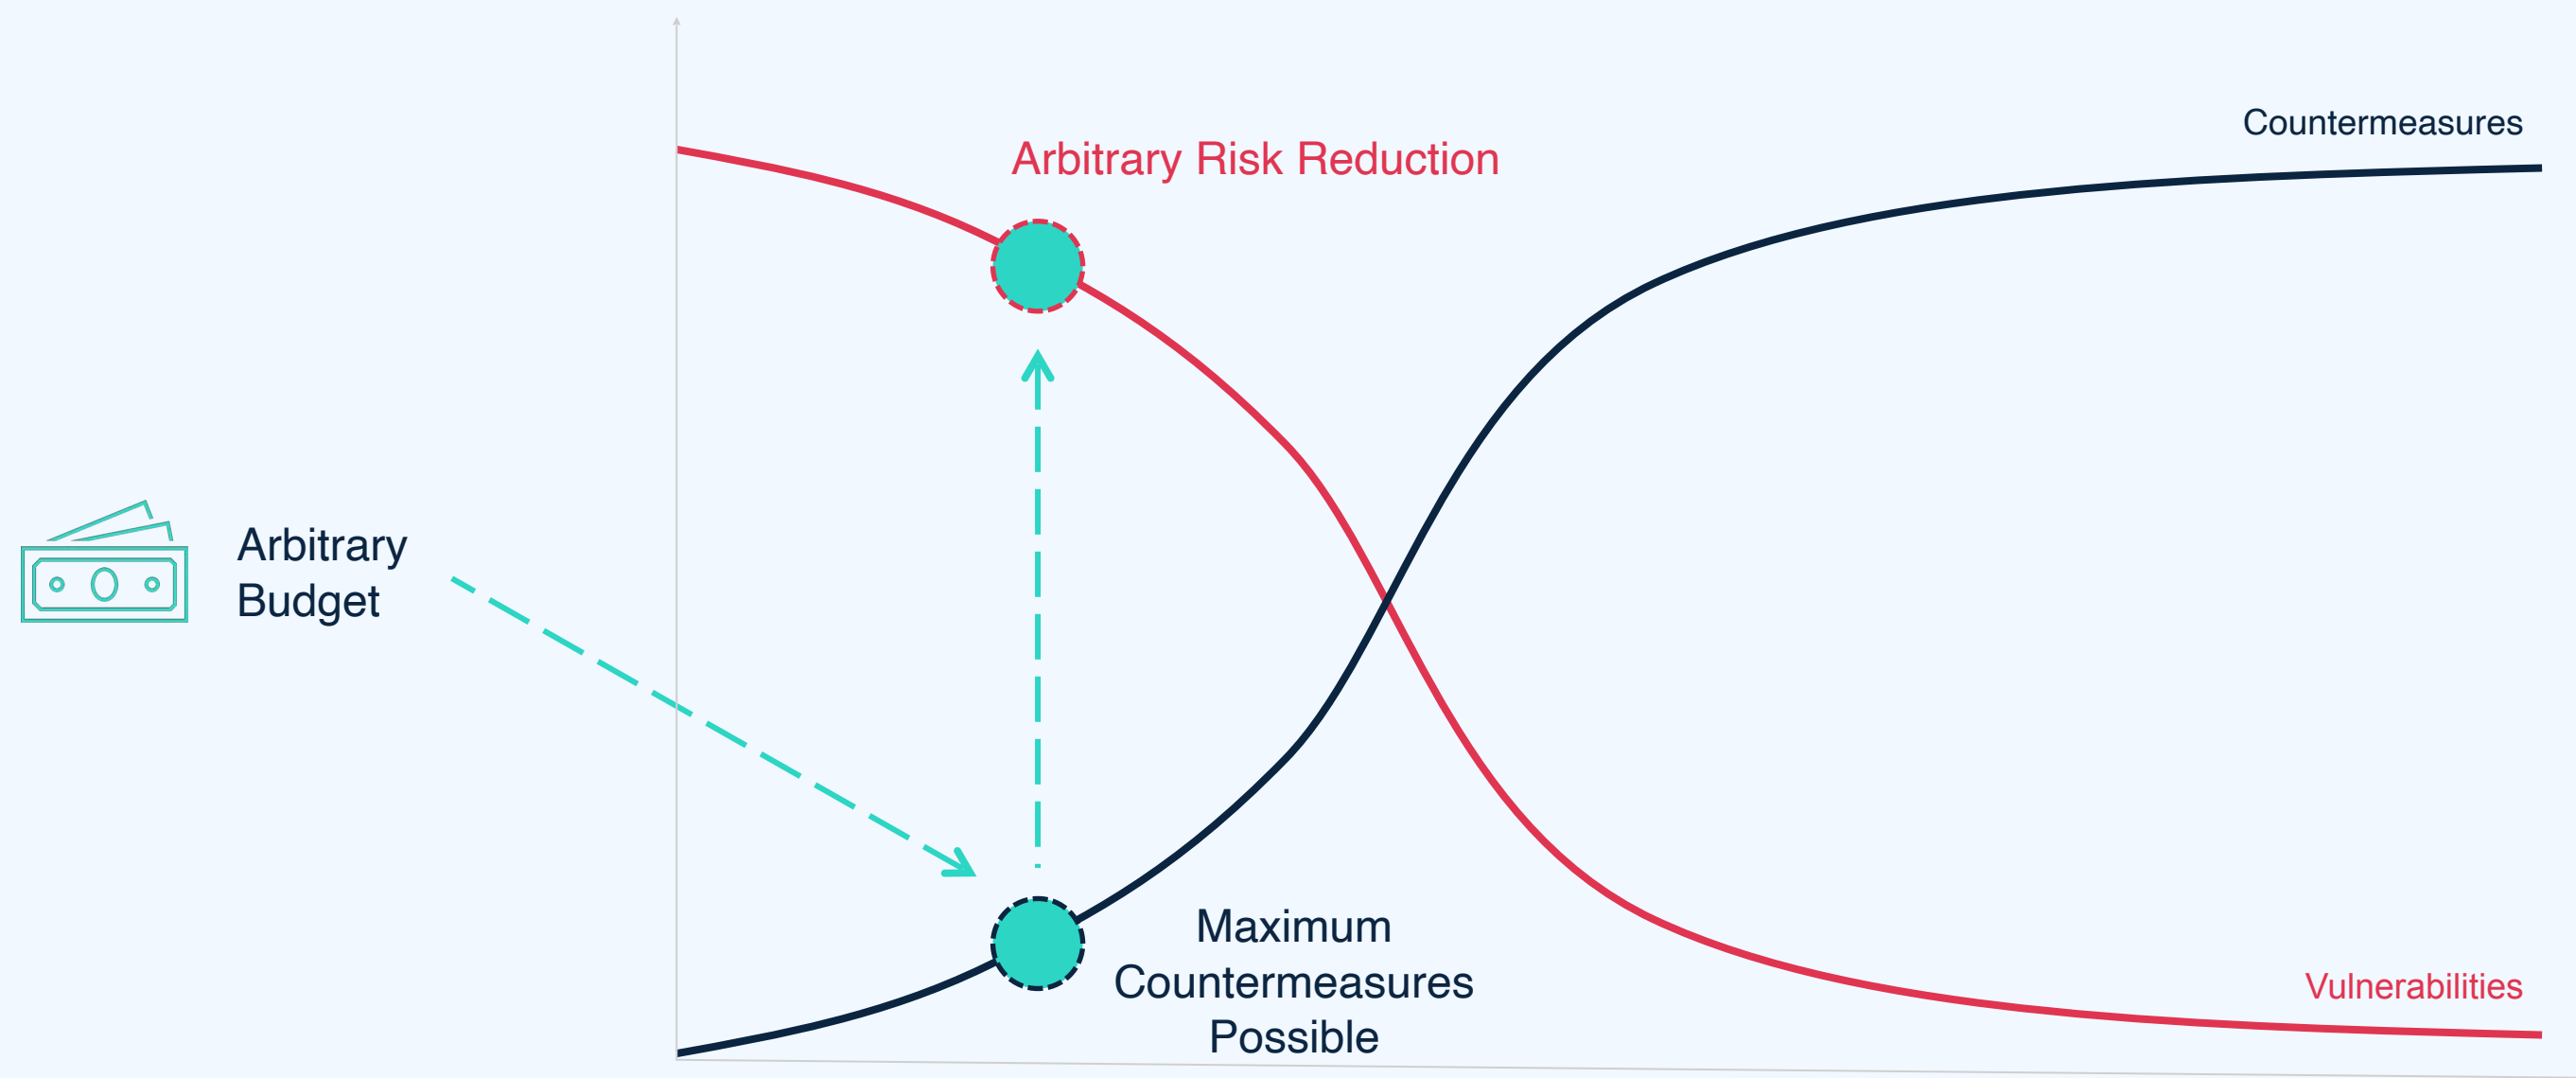 Countermeasures
Arbitrary Risk Reduction
Arbitrary
Budget
Maximum
Countermeasures
Possible
Vulnerabilities